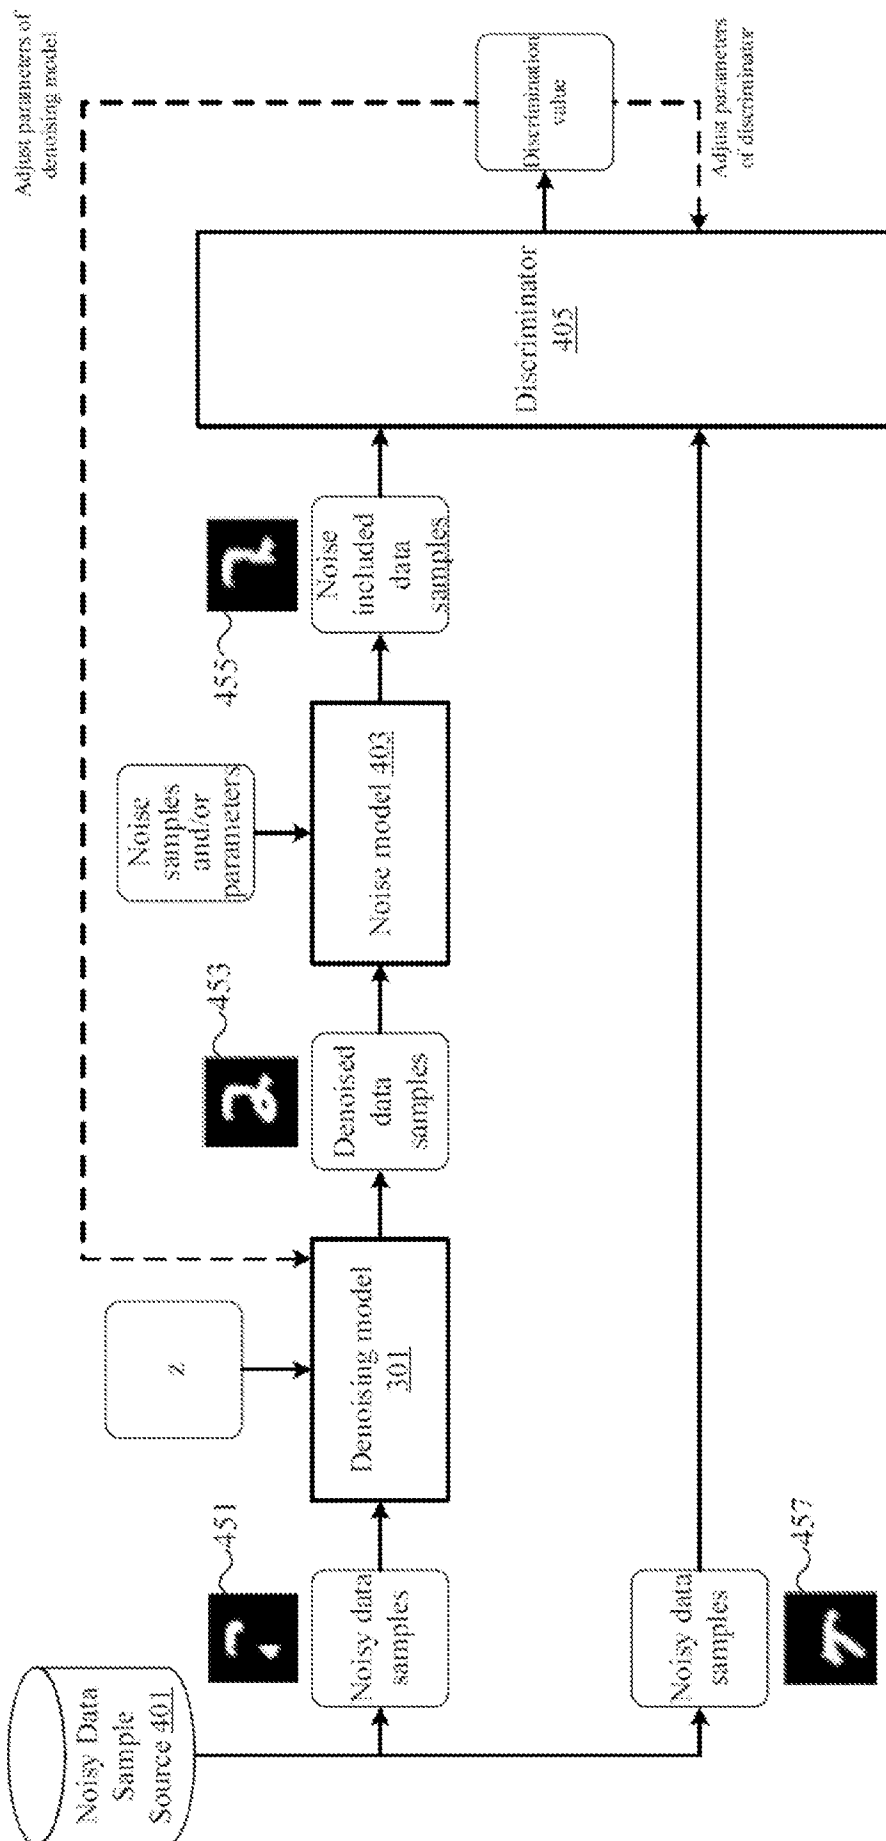 Noisy Data
Sample
Source 401
451
Noisy data
samples
Noisy data
samples
457
z
Denoising model
301
453
Denoised
data
samples
Noise
samples
and/or
parameters
Noise model 403
455
Noise
included
data
samples
Discriminator
405
Discrimination
value
Adjust parameters of
denoising model
Adjust parameters
of discriminator